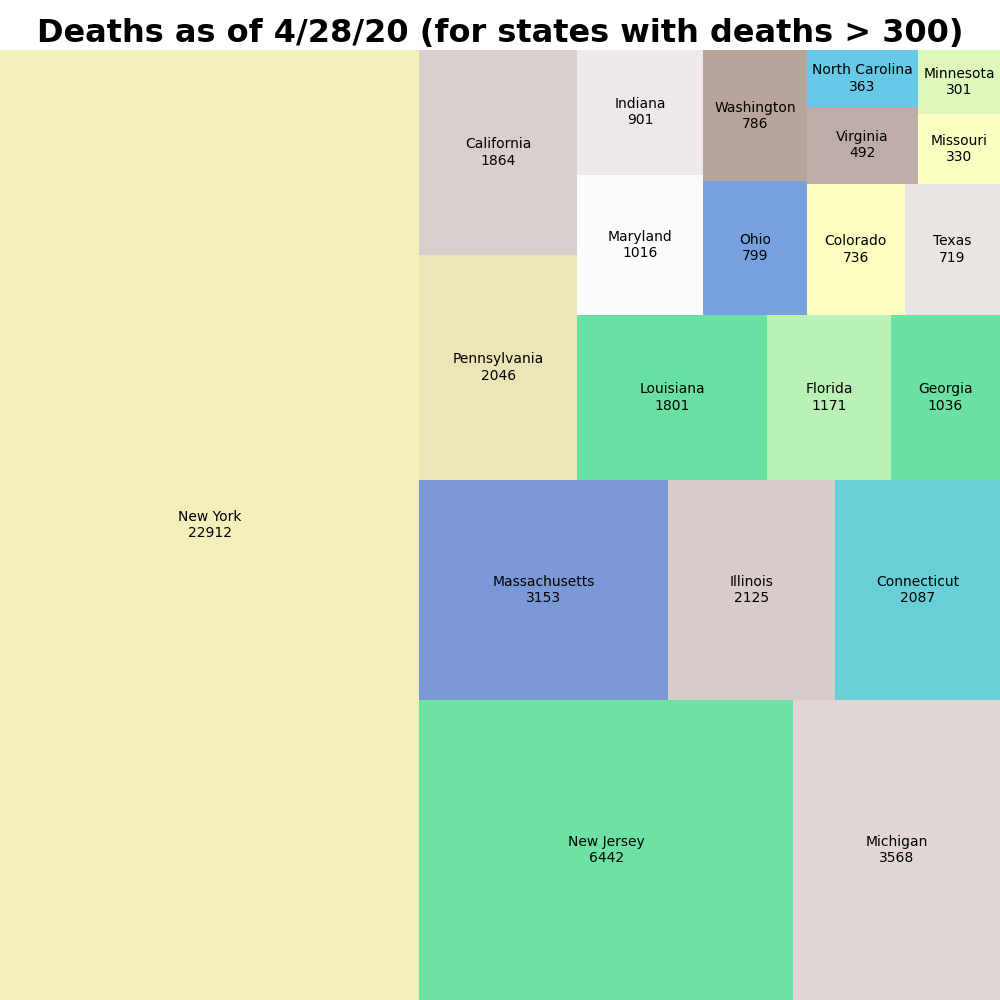 Deaths as of 4/28/20 (for states with deaths > 300)
New York
22912
California
1864
Pennsylvania
2046
Indiana
901
Maryland
1016
Washington
786
Ohio
799
North Carolina
363
Virginia
492
Minnesota
301
Missouri
330
Colorado
736
Texas
719
Louisiana
1801
Florida
1171
Georgia
1036
Massachusetts
3153
Illinois
2125
Connecticut
2087
New Jersey
6442
Michigan
3568